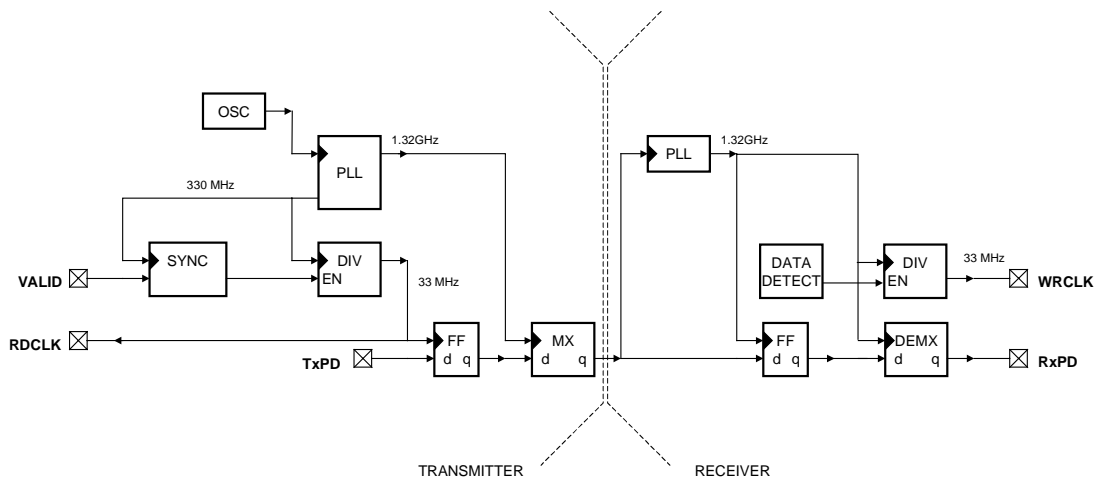 OSC
1.32GHz
PLL
330 MHz
SYNC
DIV
EN
VALID
33 MHz
RDCLK
TxPD
FF
d q
MX
d q
PLL
1.32GHz
DATA
DETECT
DIV
EN
33 MHz
WRCLK
FF
d q
DEMX
d q
RxPD
TRANSMITTER
RECEIVER